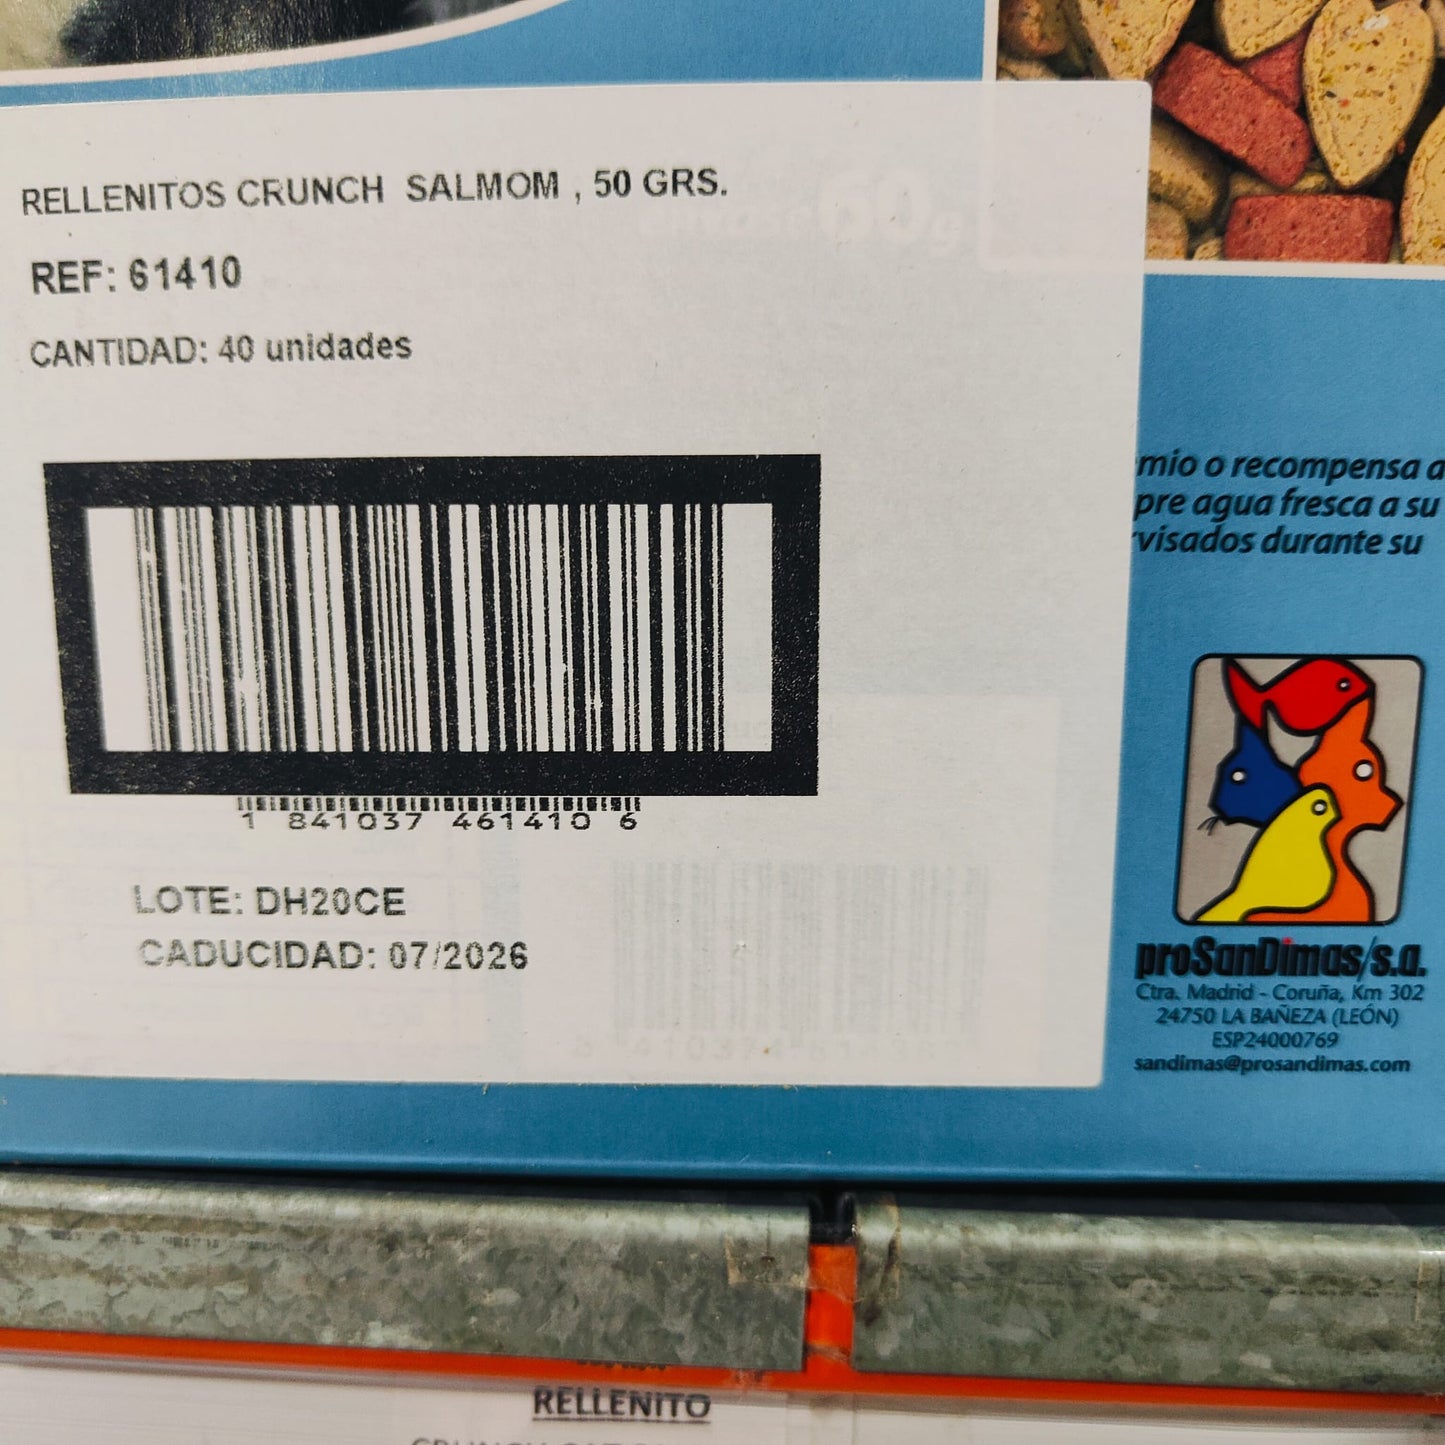 RELLENITOS CRUNCH SALMOM , 50 GRS.
REF: 61410
CANTIDAD: 40 unidades
1 841037 461410 6
LOTE: DH20CE
CADUCIDAD: 07/2026
mio o recompensa a
pre agua fresca a su
visados durante su
proSanDimas/s.a.
Ctra. Madrid - Coruña, Km 302
24750 LA BAÑEZA (LEÓN)
ESP24000769
sandimas@prosandimas.com
RELLENITO